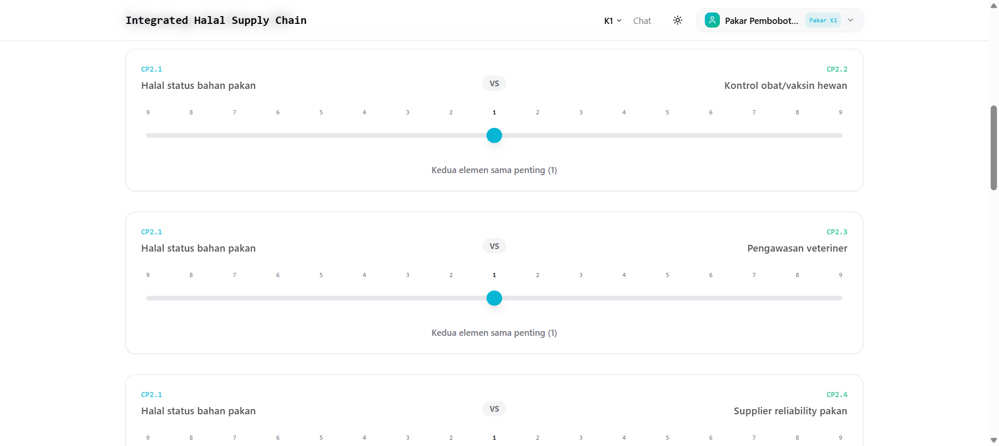 Integrated Halal Supply Chain
K1 Chat Pakar Pembobot... Pakar K1
CP2.1 CP2.2
Halal status bahan pakan VS Kontrol obat/vaksin hewan
9 8 7 6 5 4 3 2 1 2 3 4 5 6 7 8 9
Kedua elemen sama penting (1)
CP2.1 CP2.3
Halal status bahan pakan VS Pengawasan veteriner
9 8 7 6 5 4 3 2 1 2 3 4 5 6 7 8 9
Kedua elemen sama penting (1)
CP2.1 CP2.4
Halal status bahan pakan VS Supplier reliability pakan
9 8 7 6 5 4 3 2 1 2 3 4 5 6 7 8 9